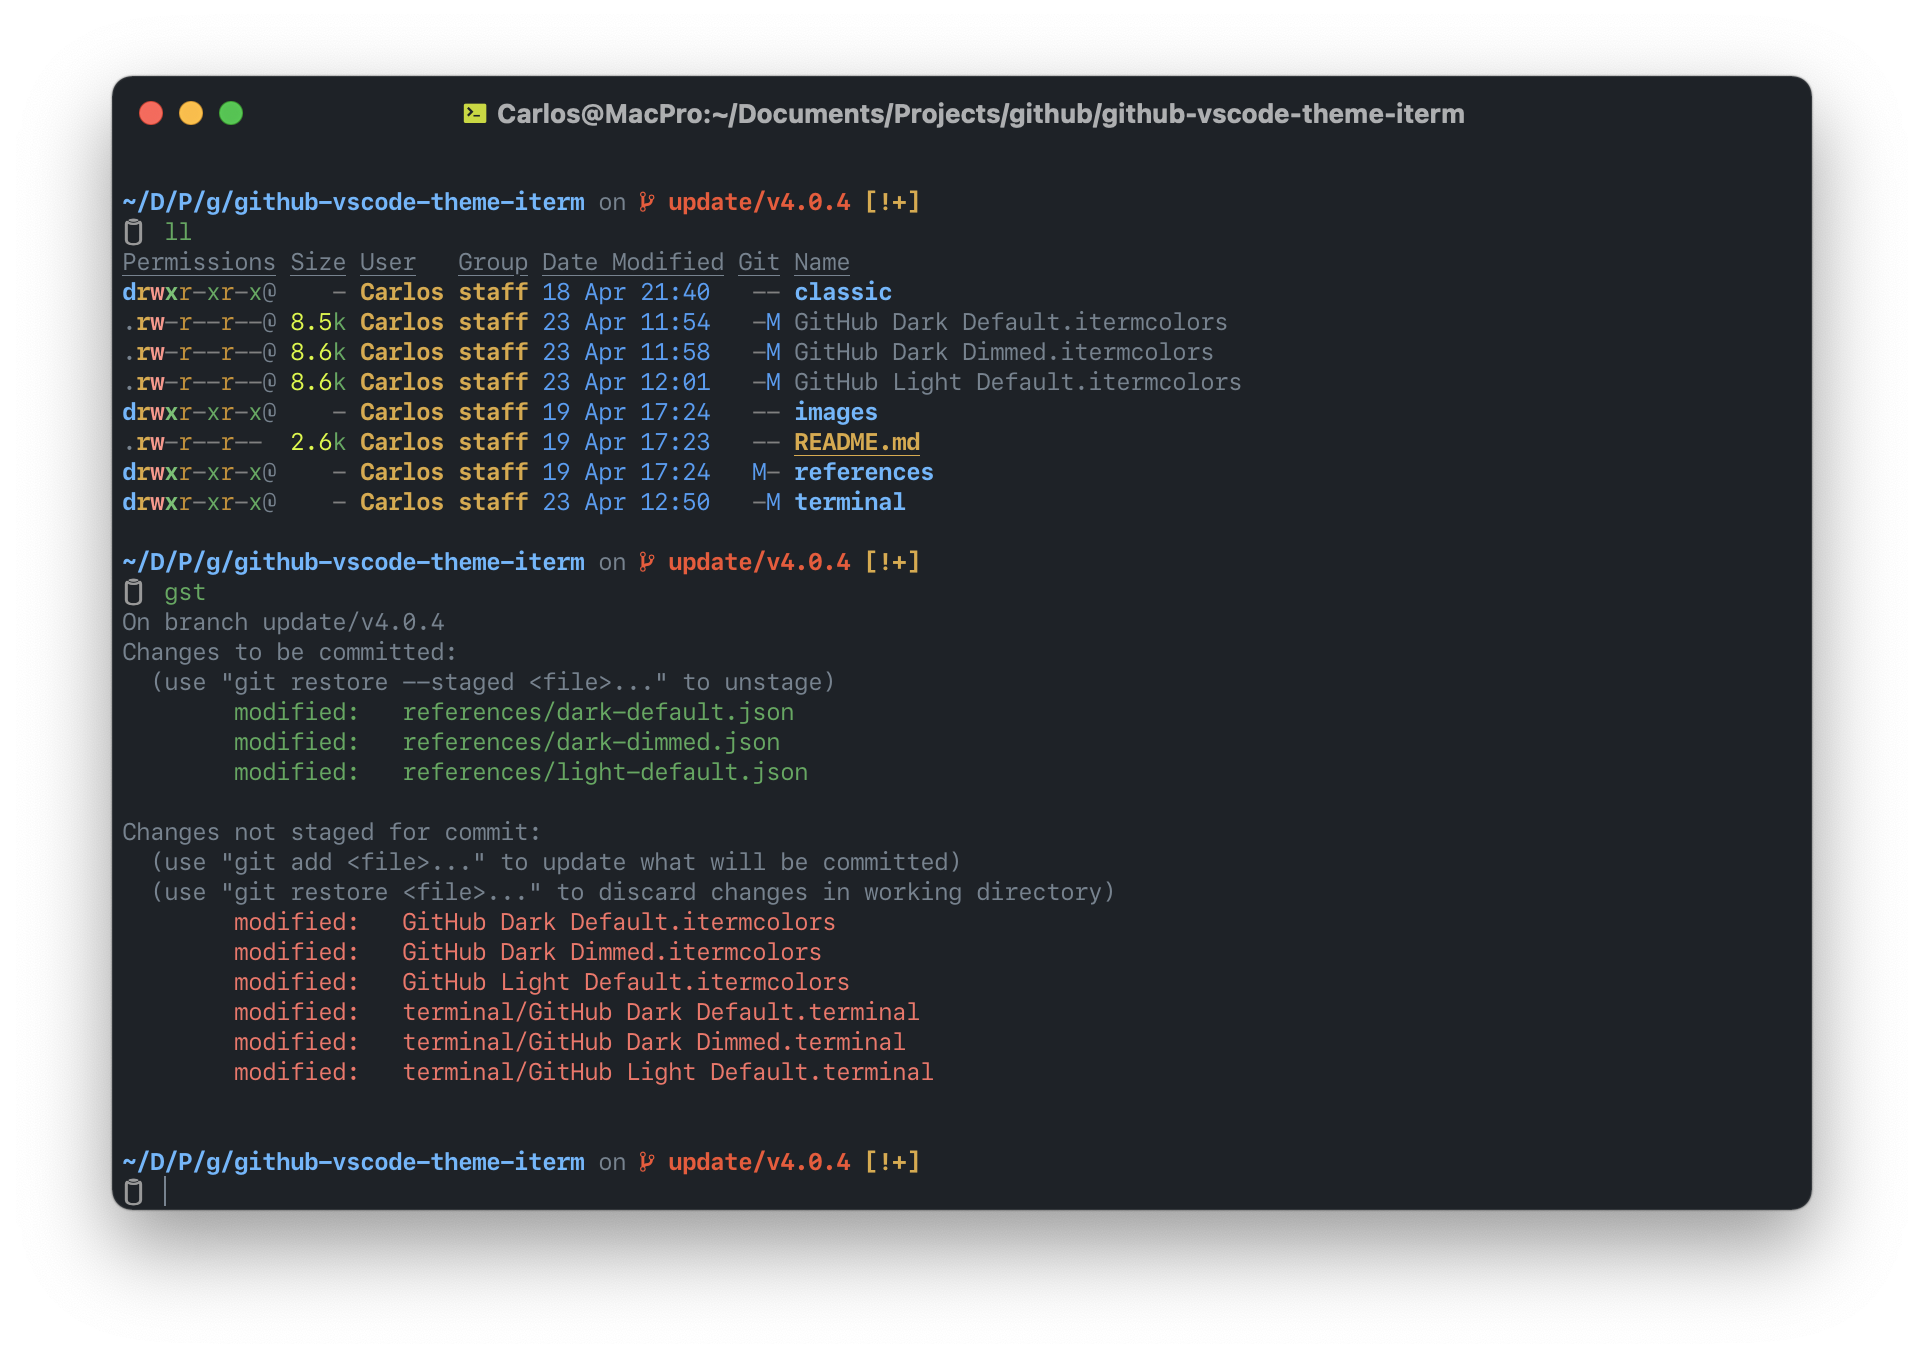 Carlos@MacPro:~/Documents/Projects/github/github-vscode-theme-iterm
~/D/P/g/github-vscode-theme-iterm on update/v4.0.4 [!+]
ll
Permissions Size User   Group Date Modified Git Name
drwxr-xr-x@    - Carlos staff 18 Apr 21:40   -- classic
.rw-r--r--@ 8.5k Carlos staff 23 Apr 11:54   -M GitHub Dark Default.itermcolors
.rw-r--r--@ 8.6k Carlos staff 23 Apr 11:58   -M GitHub Dark Dimmed.itermcolors
.rw-r--r--@ 8.6k Carlos staff 23 Apr 12:01   -M GitHub Light Default.itermcolors
drwxr-xr-x@    - Carlos staff 19 Apr 17:24   -- images
.rw-r--r--  2.6k Carlos staff 19 Apr 17:23   -- README.md
drwxr-xr-x@    - Carlos staff 19 Apr 17:24   M- references
drwxr-xr-x@    - Carlos staff 23 Apr 12:50   -M terminal
~/D/P/g/github-vscode-theme-iterm on update/v4.0.4 [!+]
gst
On branch update/v4.0.4
Changes to be committed:
  (use "git restore --staged <file>..." to unstage)
        modified:   references/dark-default.json
        modified:   references/dark-dimmed.json
        modified:   references/light-default.json
Changes not staged for commit:
  (use "git add <file>..." to update what will be committed)
  (use "git restore <file>..." to discard changes in working directory)
        modified:   GitHub Dark Default.itermcolors
        modified:   GitHub Dark Dimmed.itermcolors
        modified:   GitHub Light Default.itermcolors
        modified:   terminal/GitHub Dark Default.terminal
        modified:   terminal/GitHub Dark Dimmed.terminal
        modified:   terminal/GitHub Light Default.terminal
~/D/P/g/github-vscode-theme-iterm on update/v4.0.4 [!+]